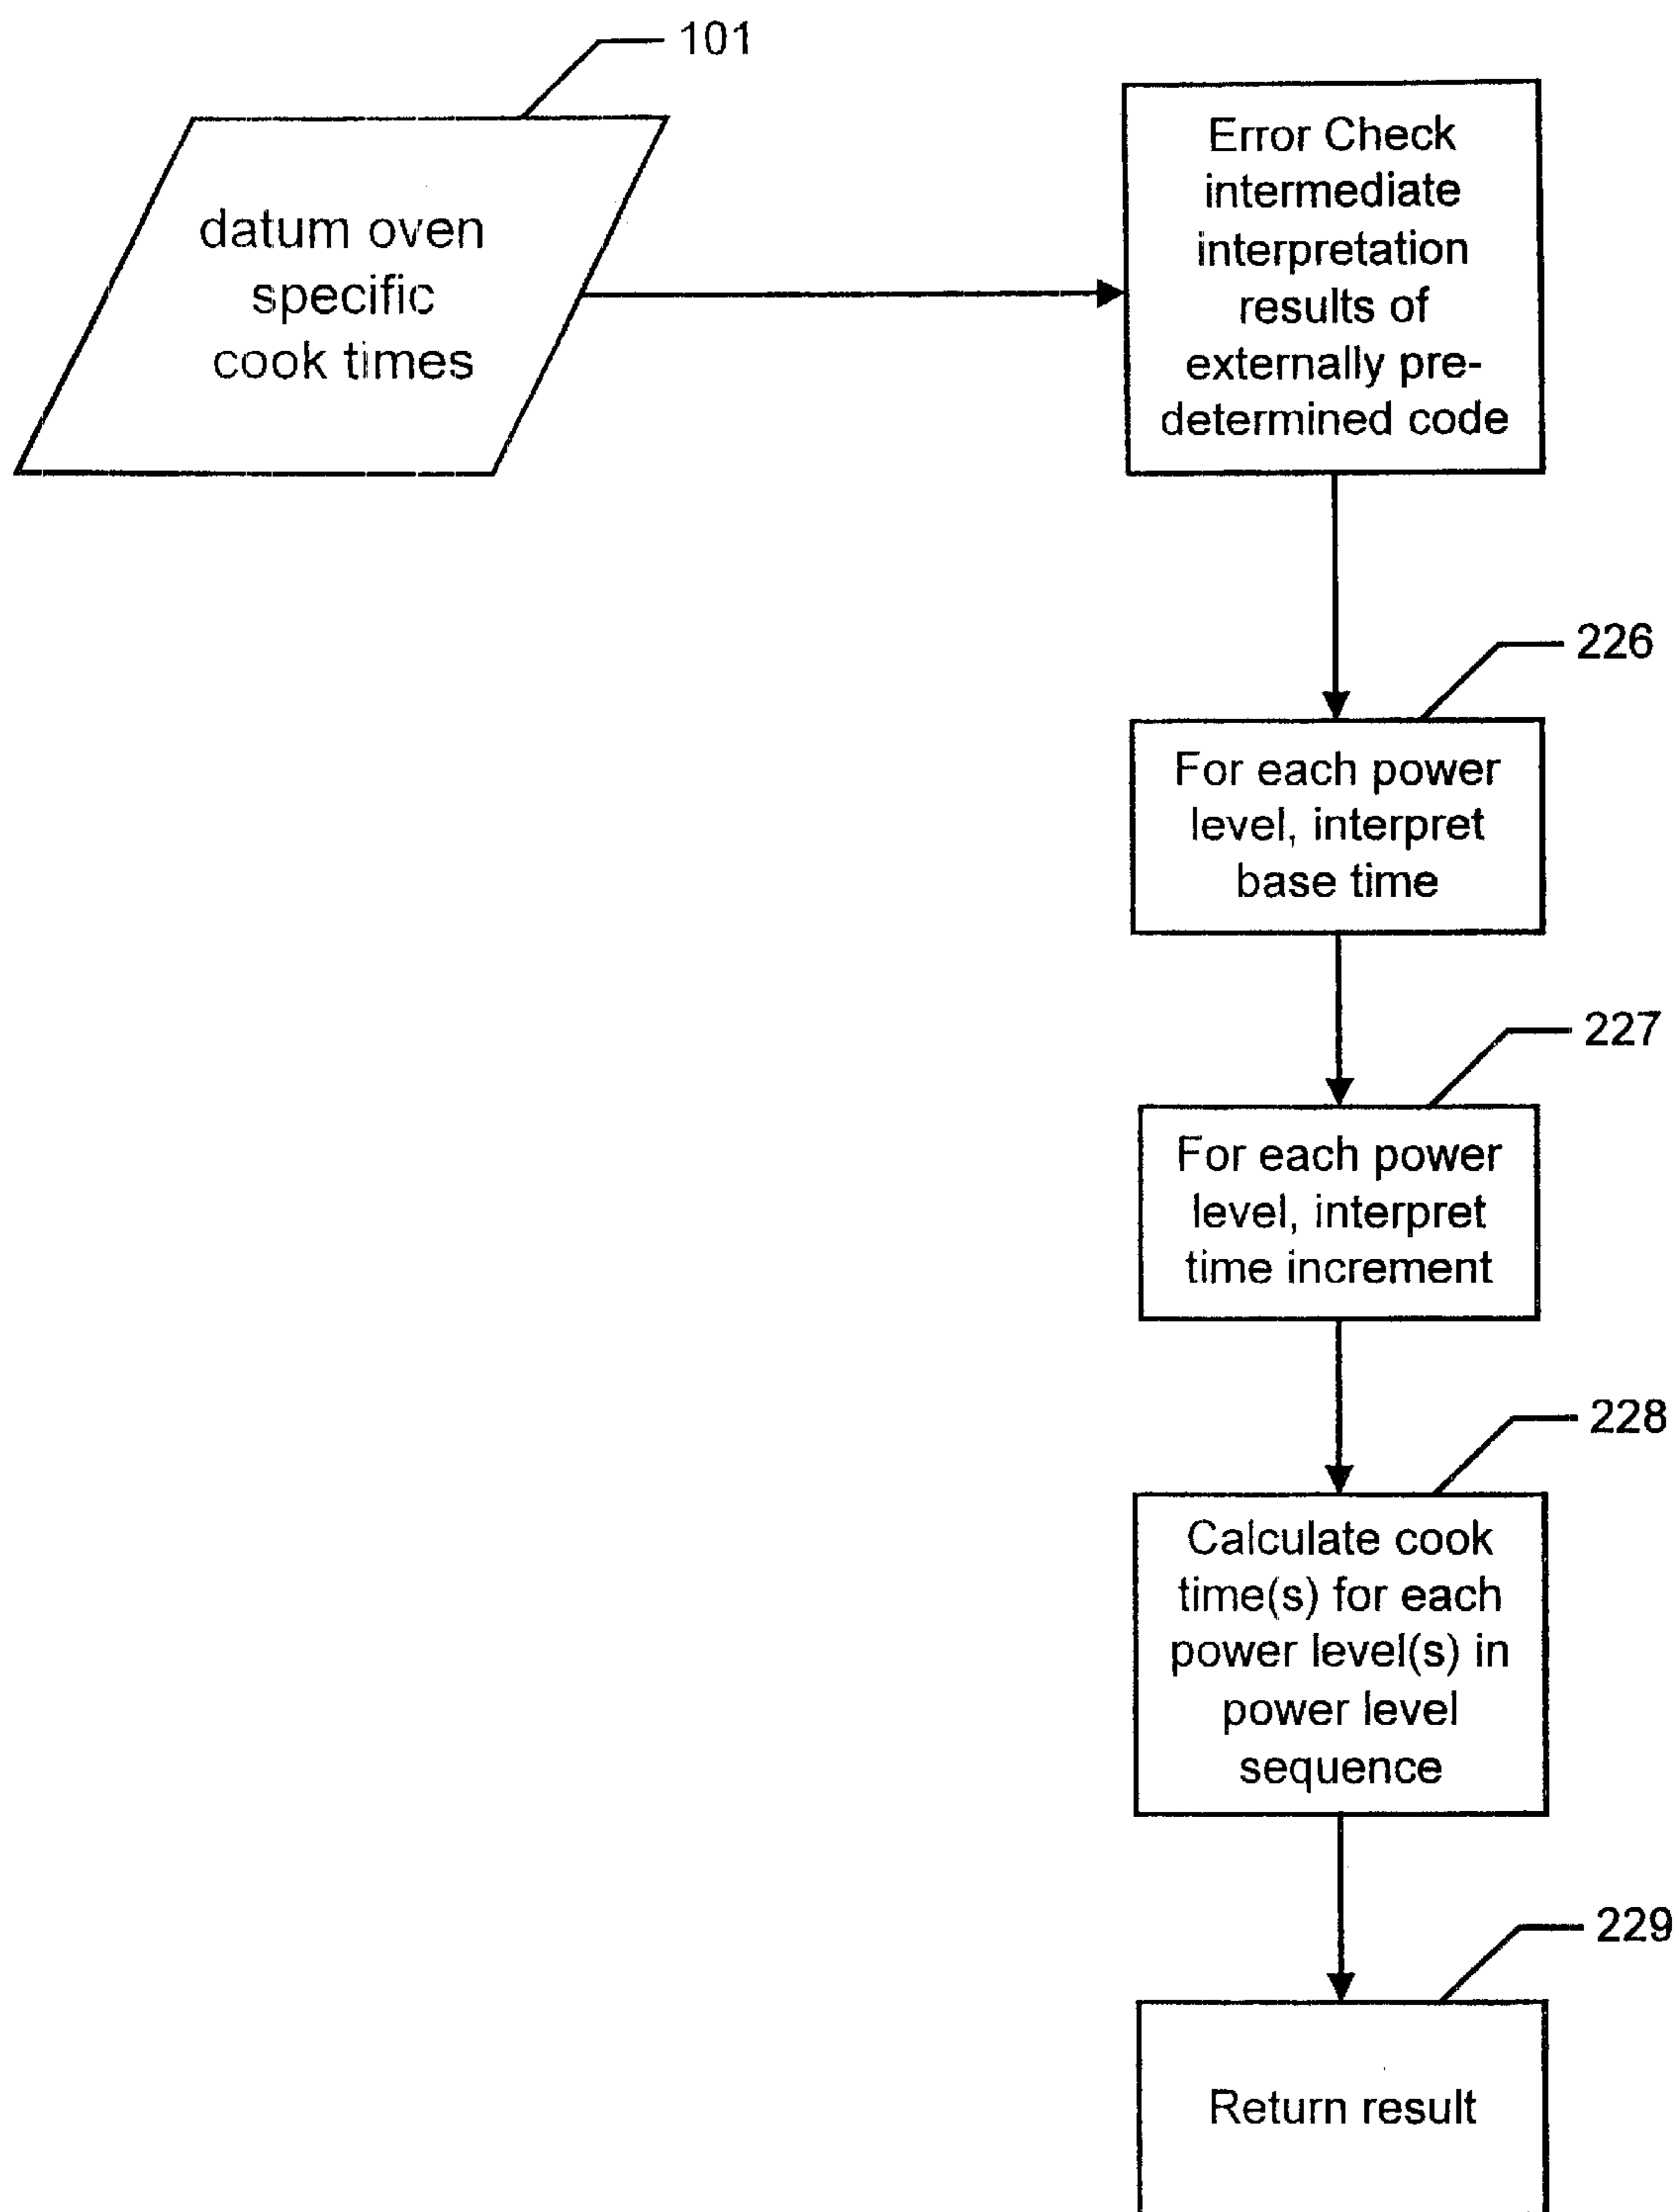 101
datum oven
specific
cook times
Error Check
intermediate
interpretation
results of
externally pre-
determined code
226
For each power
level, interpret
base time
227
For each power
level, interpret
time increment
228
Calculate cook
time(s) for each
power level(s) in
power level
sequence
229
Return result